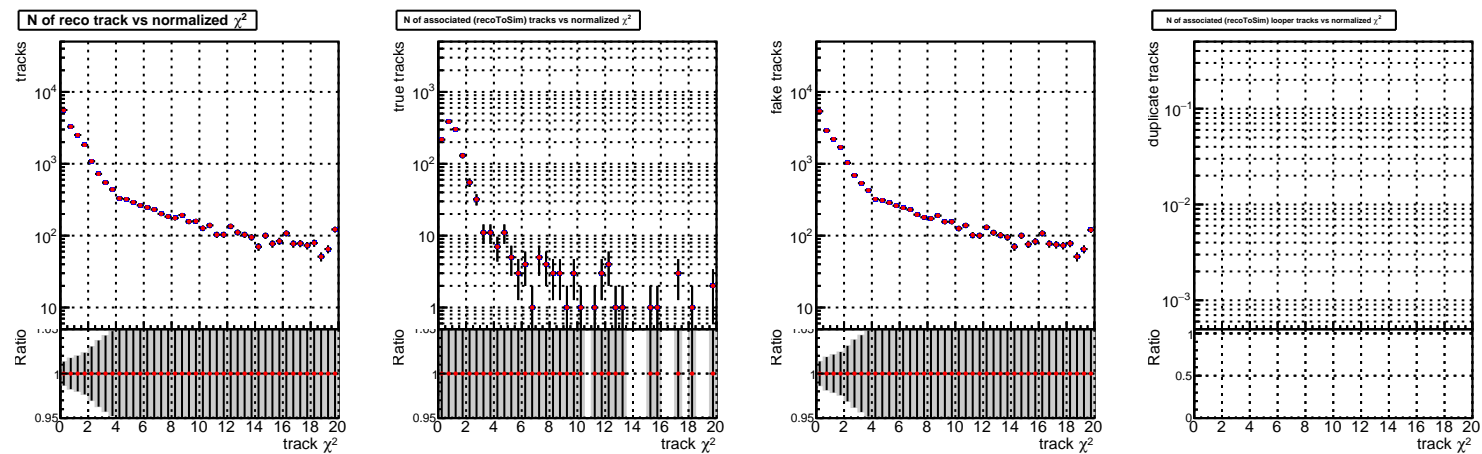 N of reco track vs normalized χ²
tracks
10⁴
10³
10²
10
Ratio
1
0.95
0 2 4 6 8 10 12 14 16 18 20
track χ²
N of associated (recoToSim) tracks vs normalized χ²
true tracks
10³
10²
10
1
Ratio
1
0.95
0 2 4 6 8 10 12 14 16 18 20
track χ²
fake tracks
10⁴
10³
10²
10
Ratio
1
0.95
0 2 4 6 8 10 12 14 16 18 20
track χ²
N of associated (recoToSim) looper tracks vs normalized χ²
duplicate tracks
10⁻¹
10⁻²
10⁻³
Ratio
1
0.5
0
0 2 4 6 8 10 12 14 16 18 20
track χ²